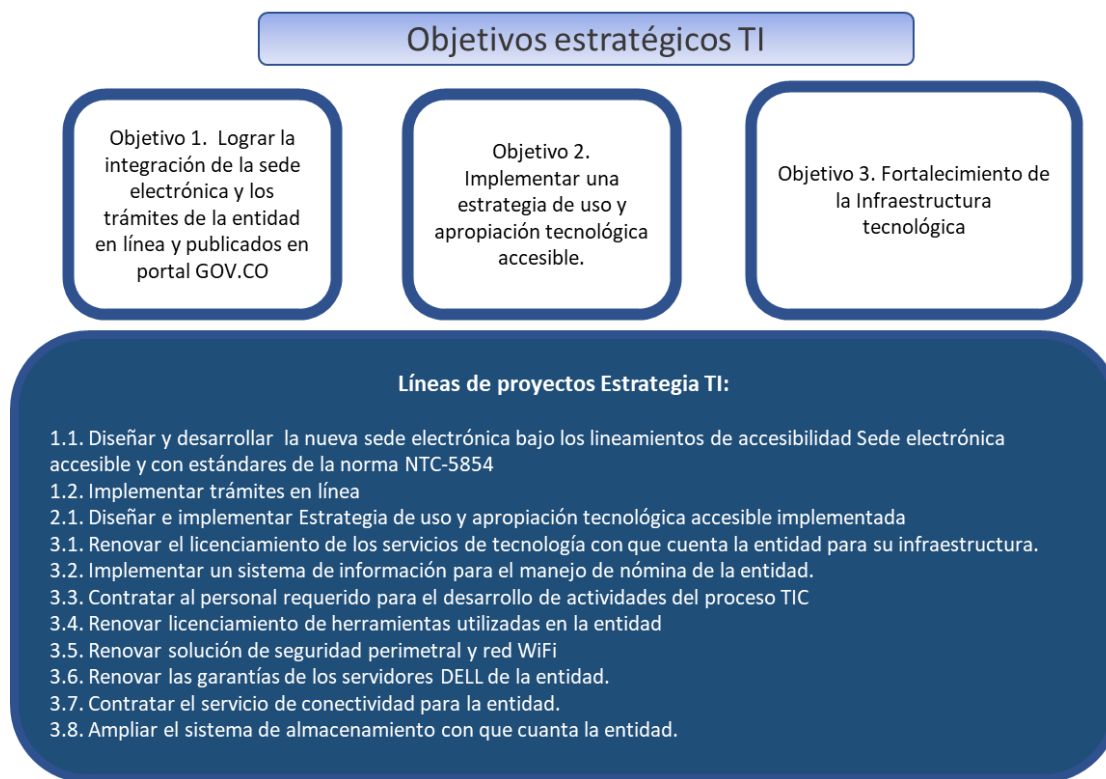 Objetivos estratégicos TI
Objetivo 1. Lograr la
integración de la sede
electrónica y los
trámites de la entidad
en línea y publicados en
portal GOV.CO
Objetivo 2.
Implementar una
estrategia de uso y
apropiación tecnológica
accesible.
Objetivo 3. Fortalecimiento de
la Infraestructura
tecnológica
Líneas de proyectos Estrategia TI:
1.1. Diseñar y desarrollar la nueva sede electrónica bajo los lineamientos de accesibilidad Sede electrónica
accesible y con estándares de la norma NTC-5854
1.2. Implementar trámites en línea
2.1. Diseñar e implementar Estrategia de uso y apropiación tecnológica accesible implementada
3.1. Renovar el licenciamiento de los servicios de tecnología con que cuenta la entidad para su infraestructura.
3.2. Implementar un sistema de información para el manejo de nómina de la entidad.
3.3. Contratar al personal requerido para el desarrollo de actividades del proceso TIC
3.4. Renovar licenciamiento de herramientas utilizadas en la entidad
3.5. Renovar solución de seguridad perimetral y red WiFi
3.6. Renovar las garantías de los servidores DELL de la entidad.
3.7. Contratar el servicio de conectividad para la entidad.
3.8. Ampliar el sistema de almacenamiento con que cuanta la entidad.